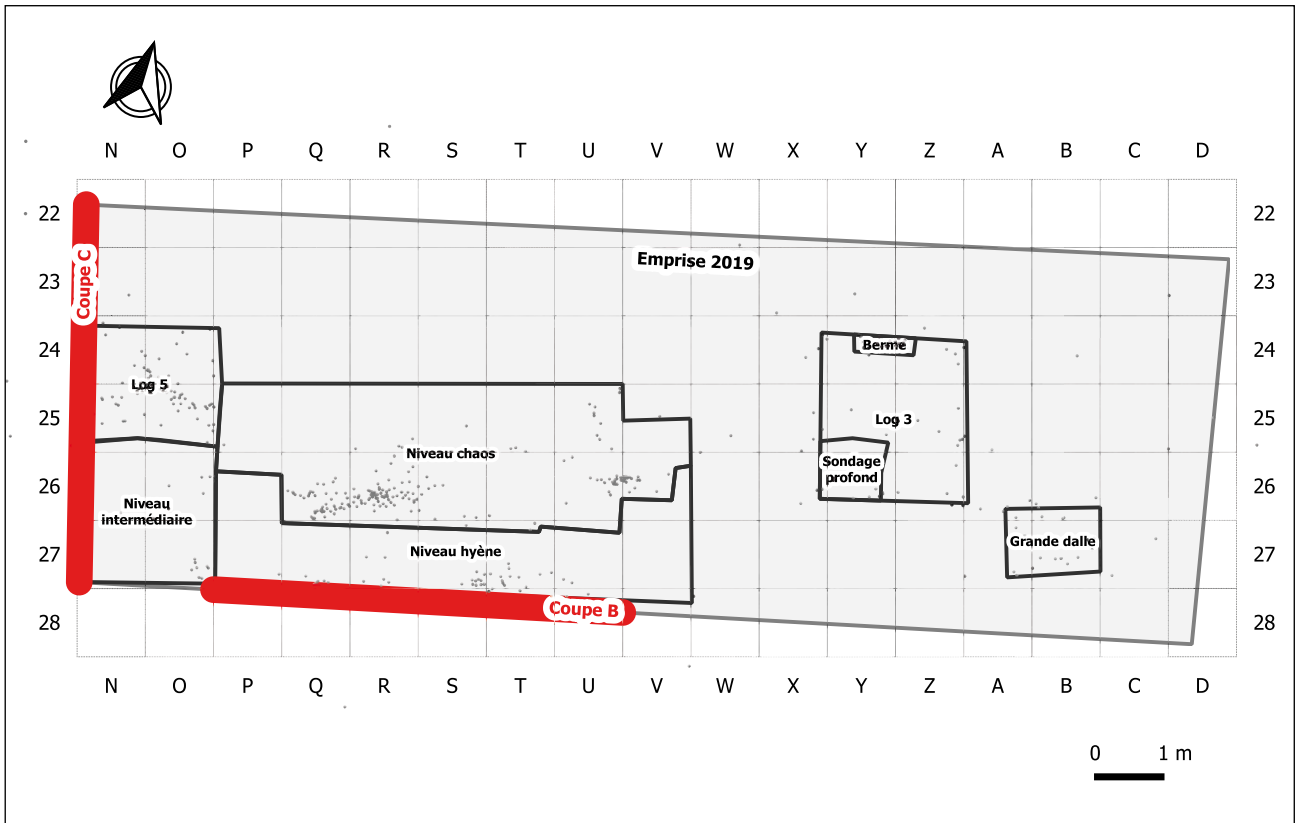 N O P Q R S T U V W X Y Z A B C D
22 22
Coupe C
Emprise 2019
23 23
24 Berme 24
Log 5
25 Log 3 25
Niveau chaos
Sondage
profond
26 26
Niveau
intermédiaire
Grande dalle
27 Niveau hyène 27
Coupe B
28 28
N O P Q R S T U V W X Y Z A B C D
0 1 m